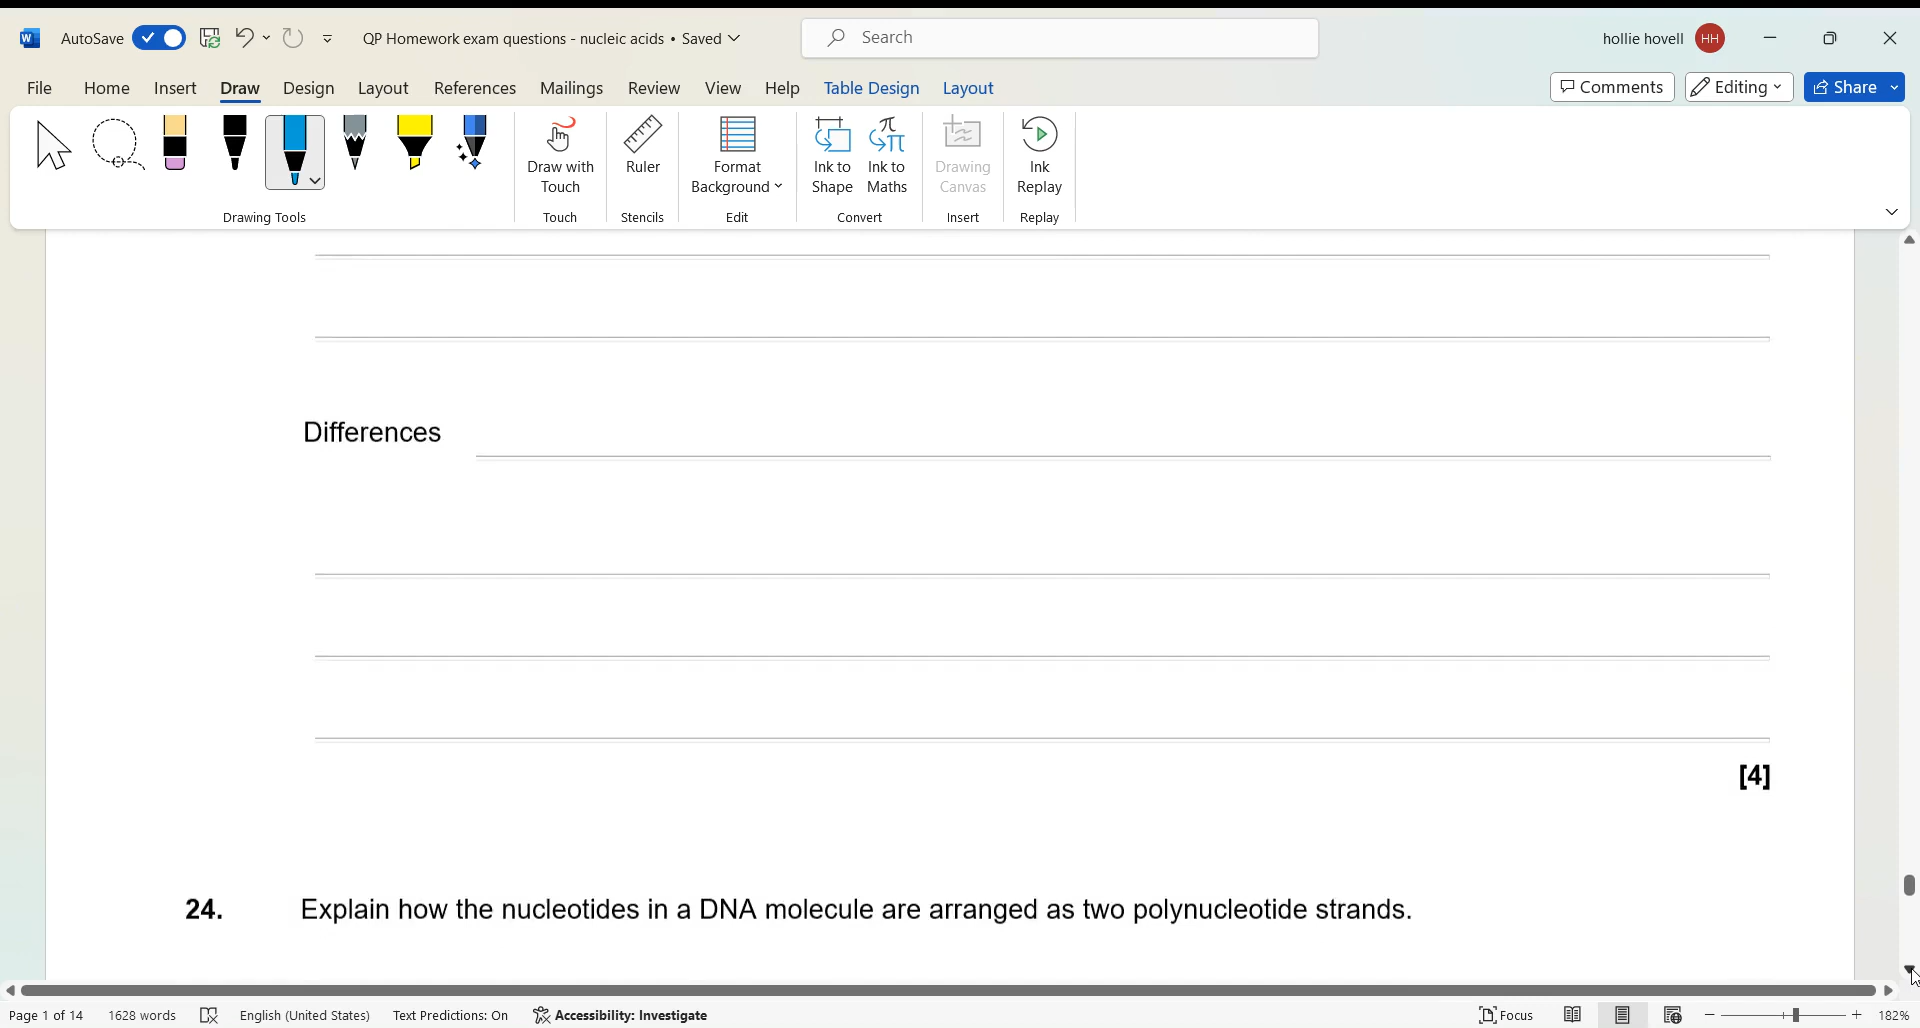 AutoSave
QP Homework exam questions - nucleic acids • Saved
Search
hollie hovell
HH
File Home Insert Draw Design Layout References Mailings Review View Help Table Design Layout
Comments Editing Share
Draw with Touch
Ruler
Format Background
Ink to Shape
Ink to Maths
Drawing Canvas
Ink Replay
Drawing Tools Touch Stencils Edit Convert Insert Replay
Differences
[4]
24. Explain how the nucleotides in a DNA molecule are arranged as two polynucleotide strands.
Page 1 of 14 1628 words English (United States) Text Predictions: On Accessibility: Investigate Focus 182%